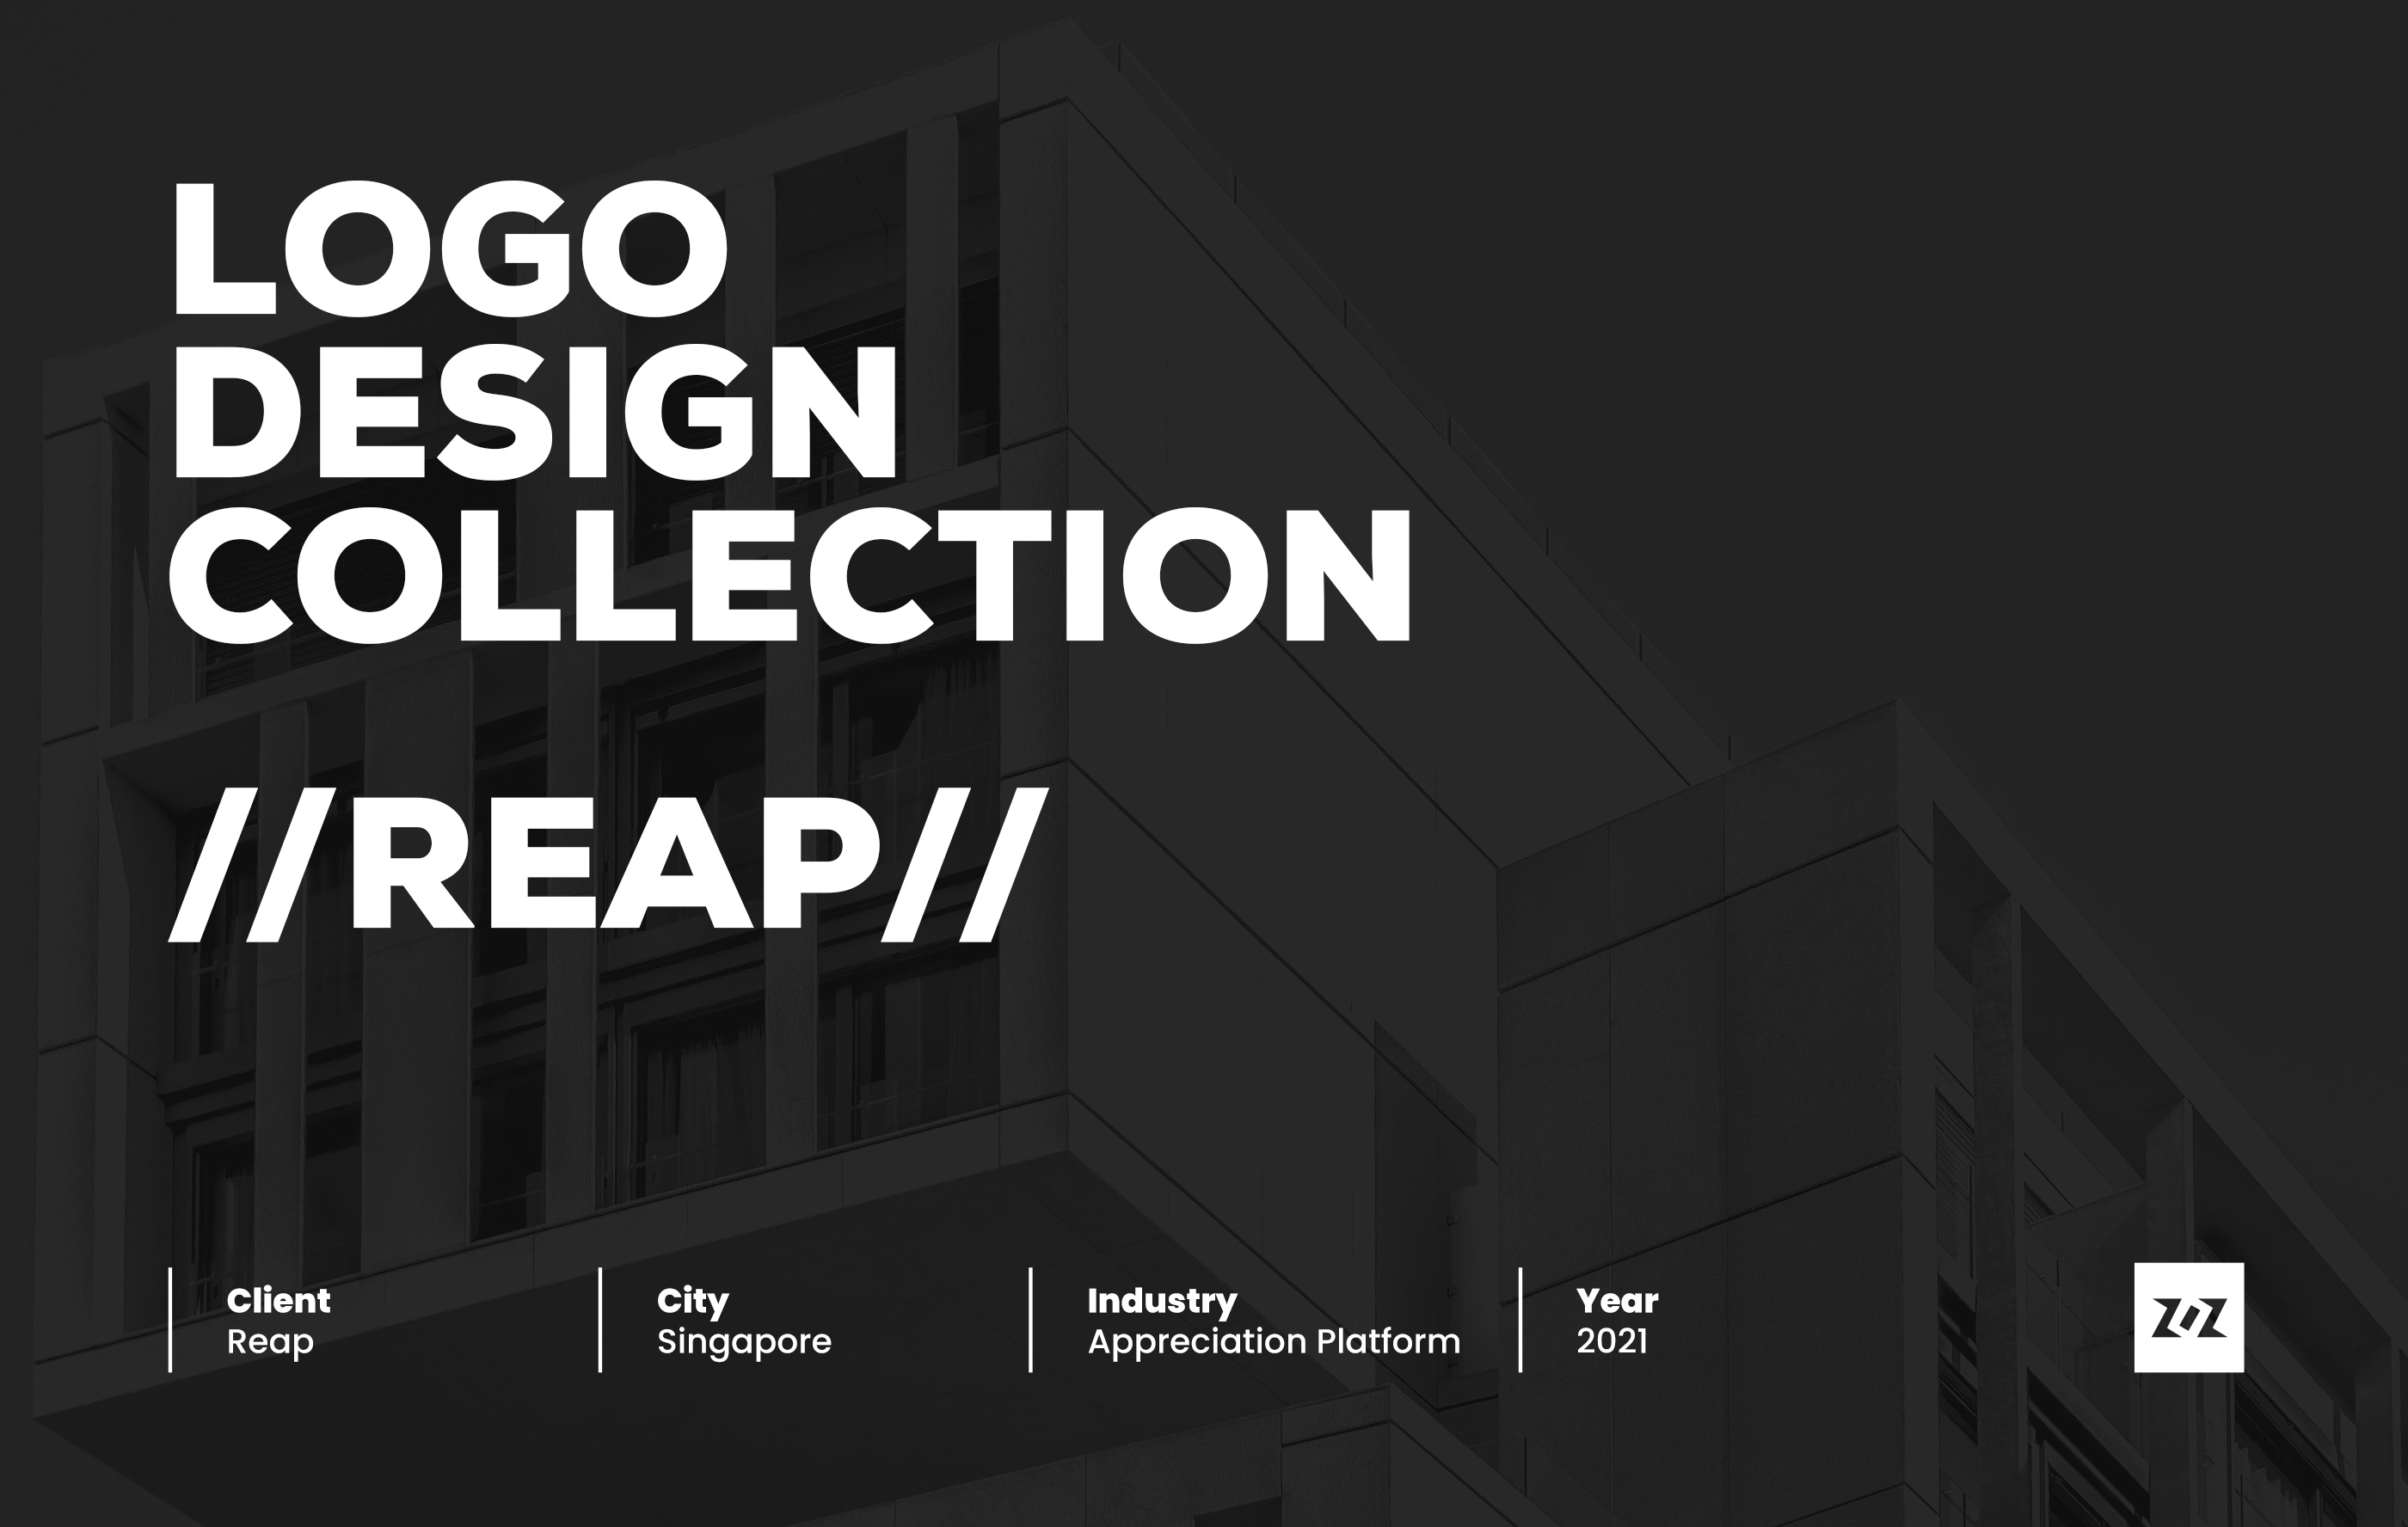 LOGO
DESIGN
COLLECTION
//REAP//
Client
Reap
City
Singapore
Industry
Appreciation Platform
Year
2021